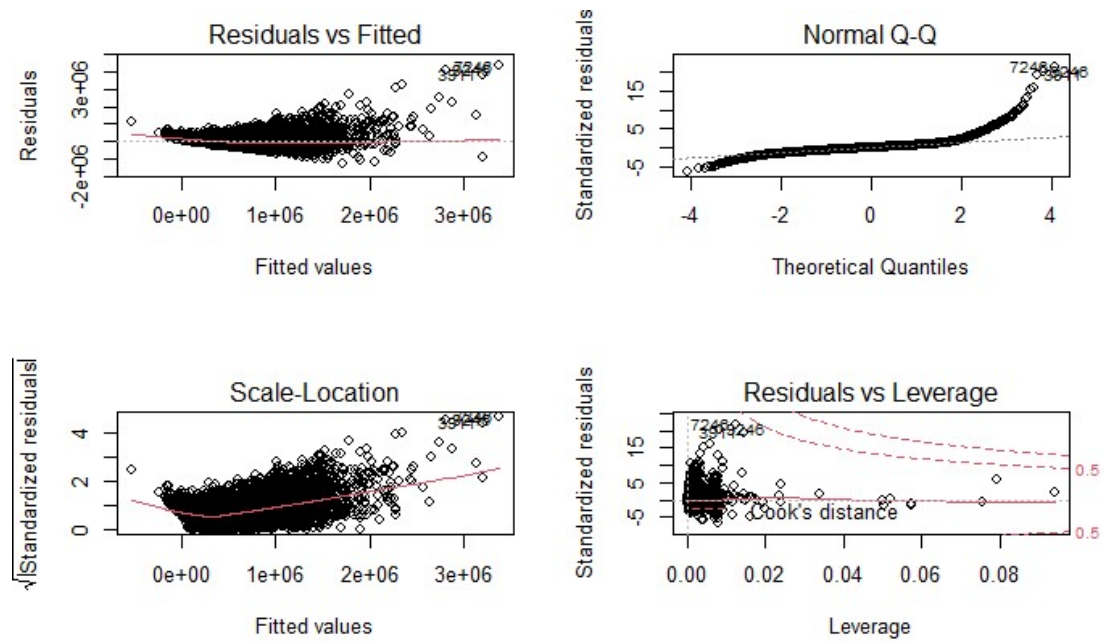 Residuals vs Fitted
Residuals
3e+06
-2e+06
0e+00 1e+06 2e+06 3e+06
Fitted values
Normal Q-Q
Standardized residuals
15
5
-5
-4 -2 0 2 4
Theoretical Quantiles
Scale-Location
√|Standardized residuals|
4
2
0
0e+00 1e+06 2e+06 3e+06
Fitted values
Residuals vs Leverage
Standardized residuals
15
5
-5
Cook's distance
0.5
0.5
0.00 0.02 0.04 0.06 0.08
Leverage